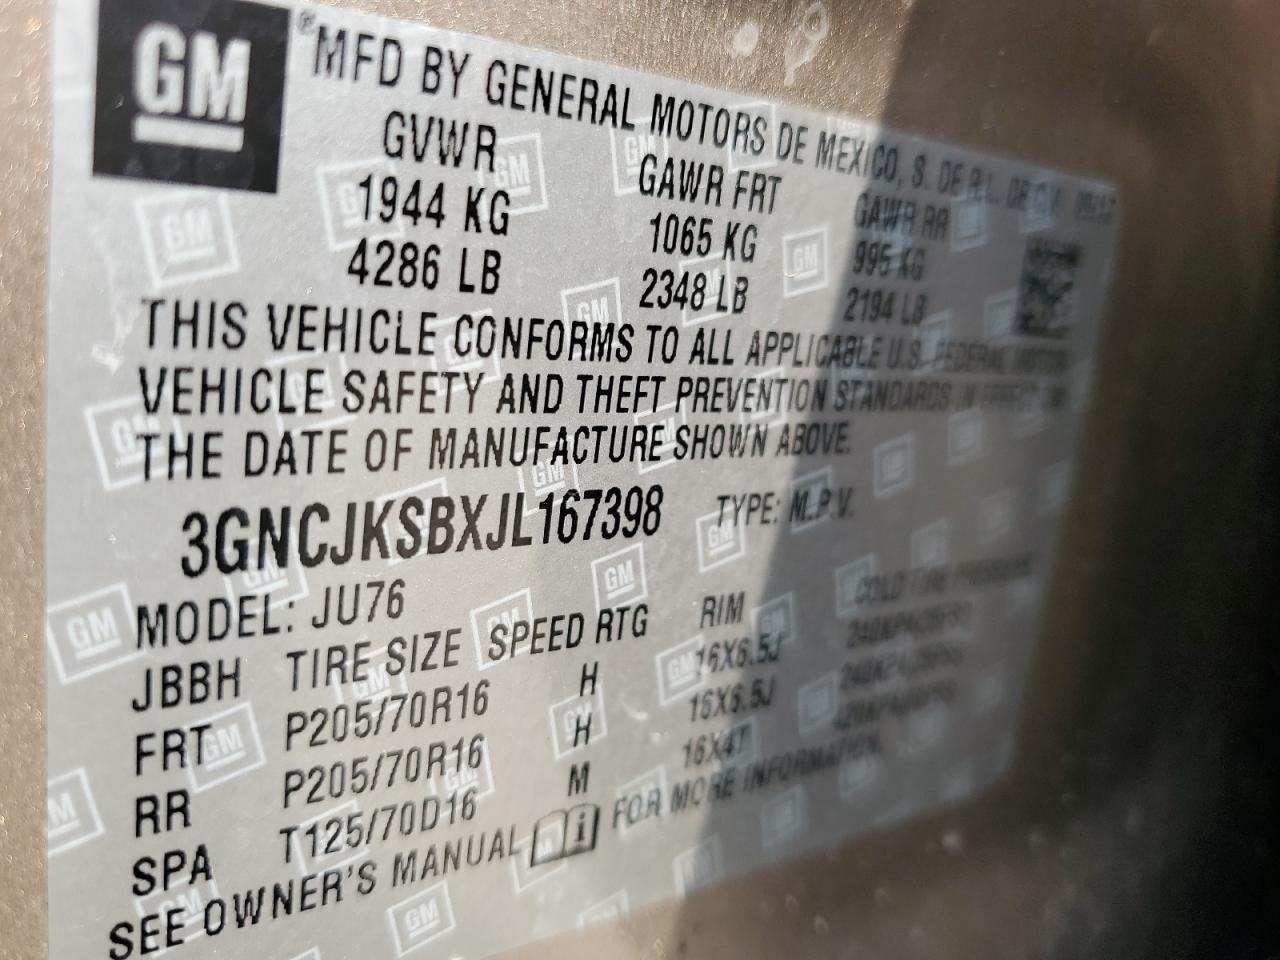 GM
®MFD BY GENERAL MOTORS DE MEXICO, S. DE R.L. DE C.V.
GVWR GAWR FRT GAWR RR
1944 KG 1065 KG 995 KG
4286 LB 2348 LB 2194 LB
THIS VEHICLE CONFORMS TO ALL APPLICABLE U.S. FEDERAL MOTOR
VEHICLE SAFETY AND THEFT PREVENTION STANDARDS IN EFFECT ON
THE DATE OF MANUFACTURE SHOWN ABOVE.
3GNCJKSBXJL167398 TYPE: M.P.V.
MODEL: JU76
JBBH TIRE SIZE SPEED RTG RIM COLD TIRE PRESSURE
FRT P205/70R16 H 16X6.5J
RR P205/70R16 H 16X6.5J
SPA T125/70D16 M 16X4T
SEE OWNER'S MANUAL FOR MORE INFORMATION.